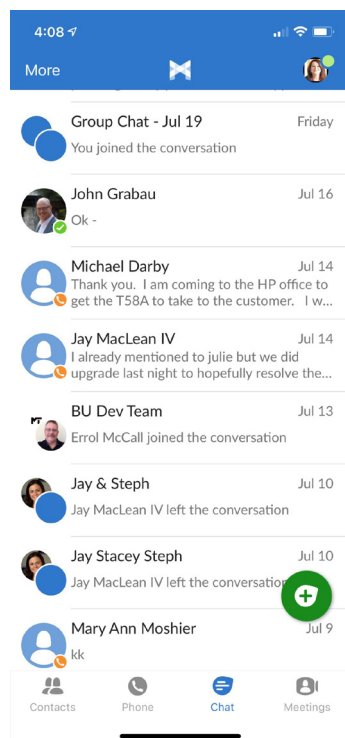 4:08
More
Group Chat - Jul 19 Friday
You joined the conversation
John Grabau Jul 16
Ok -
Michael Darby Jul 14
Thank you.  I am coming to the HP office to
get the T58A to take to the customer.   I w...
Jay MacLean IV Jul 14
I already mentioned to julie but we did
upgrade last night to hopefully resolve the...
BU Dev Team Jul 13
Errol McCall joined the conversation
Jay & Steph Jul 10
Jay MacLean IV left the conversation
Jay Stacey Steph Jul 10
Jay MacLean IV left the conversation
Mary Ann Moshier Jul 9
kk
Contacts Phone Chat Meetings